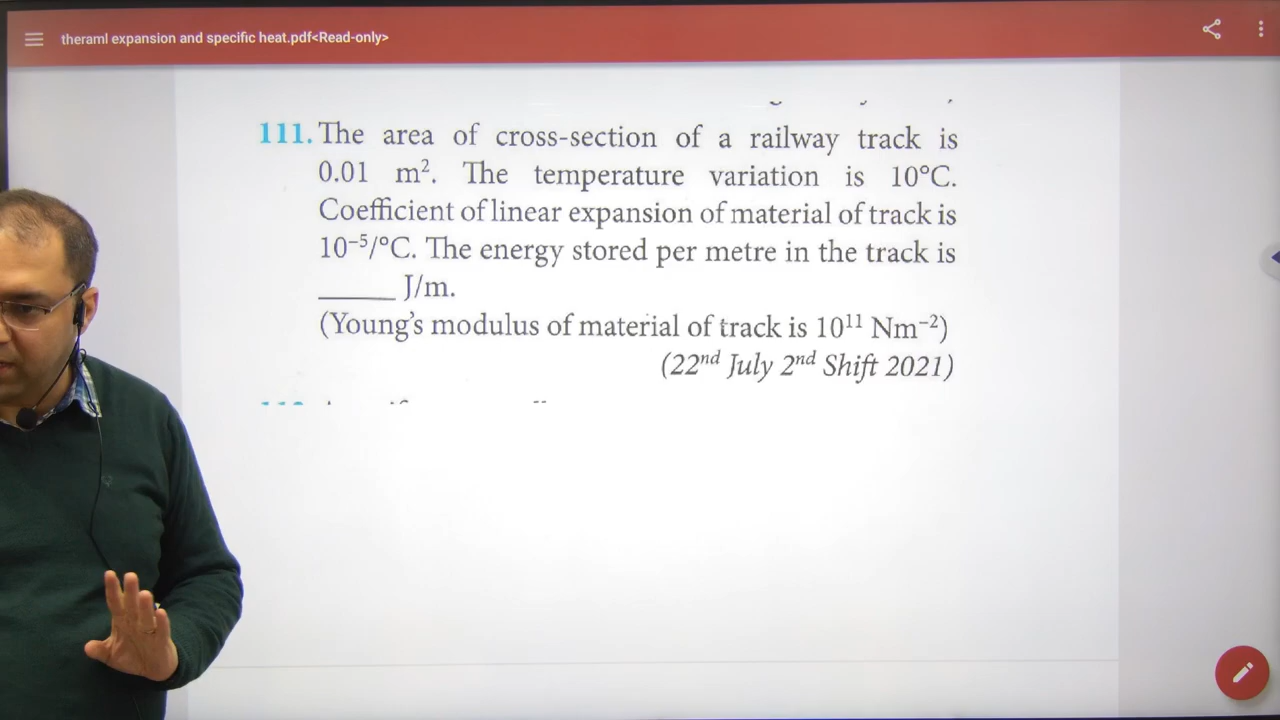 theraml expansion and specific heat.pdf<Read-only>
111. The area of cross-section of a railway track is
0.01 m². The temperature variation is 10°C.
Coefficient of linear expansion of material of track is
10⁻⁵/°C. The energy stored per metre in the track is
_____ J/m.
(Young's modulus of material of track is 10¹¹ Nm⁻²)
(22nd July 2nd Shift 2021)